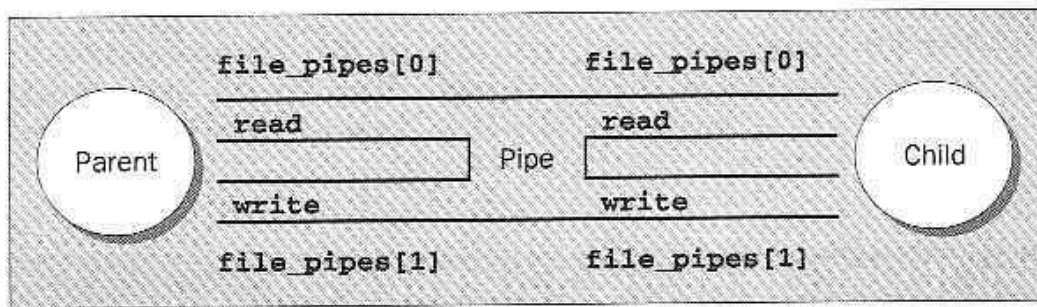 file_pipes[0] file_pipes[0]
read read
Parent Pipe Child
write write
file_pipes[1] file_pipes[1]